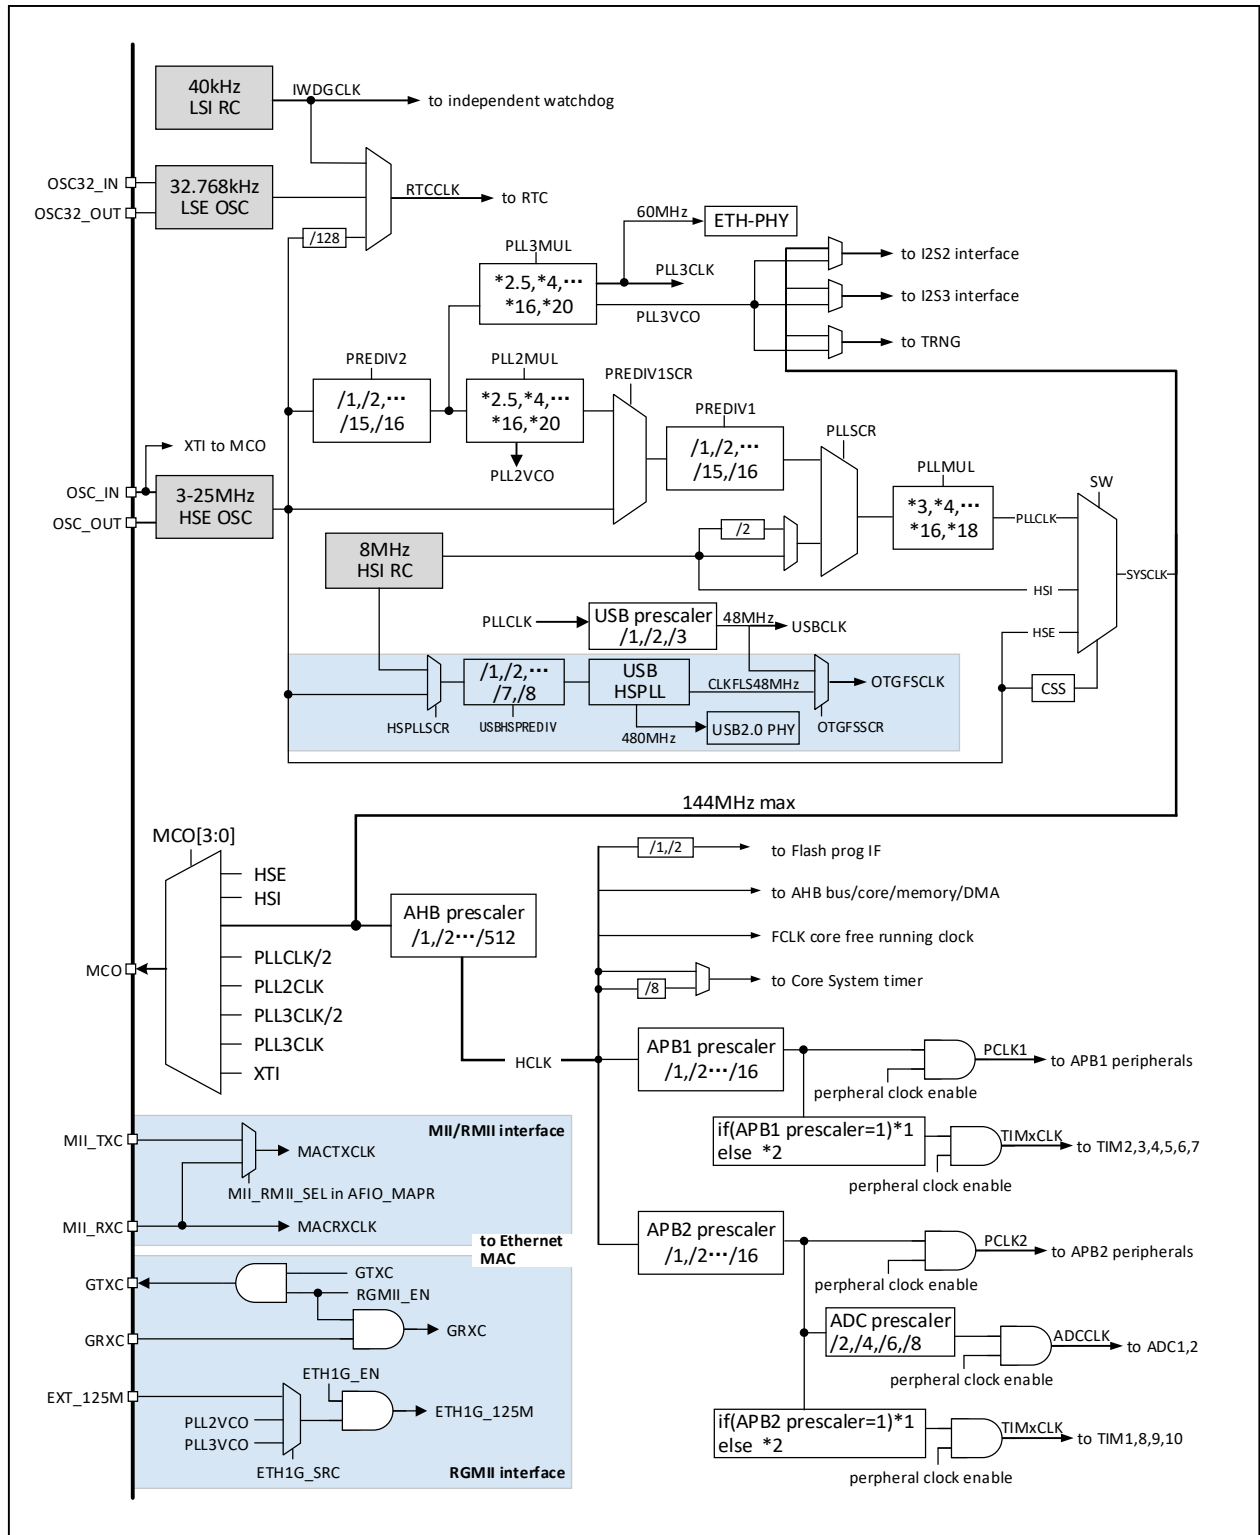 40kHz
LSI RC
IWDGCLK
to independent watchdog
OSC32_IN
OSC32_OUT
32.768kHz
LSE OSC
RTCCLK
to RTC
/128
60MHz
ETH-PHY
PLL3MUL
*2.5,*4,···
*16,*20
PLL3CLK
PLL3VCO
to I2S2 interface
to I2S3 interface
to TRNG
PREDIV2
/1,/2,···
/15,/16
PLL2MUL
*2.5,*4,···
*16,*20
PLL2VCO
PREDIV1SCR
PREDIV1
/1,/2,···
/15,/16
PLLSCR
PLLMUL
*3,*4,···
*16,*18
PLLCLK
SW
XTI to MCO
OSC_IN
OSC_OUT
3-25MHz
HSE OSC
/2
8MHz
HSI RC
HSI
SYSCLK
PLLCLK
USB prescaler
/1,/2,/3
48MHz
USBCLK
HSE
CSS
/1,/2,···
/7,/8
USB
HSPLL
CLKFLS48MHz
OTGFSCLK
HSPLLSCR
USBHSPREDIV
480MHz
USB2.0 PHY
OTGFSSCR
144MHz max
MCO[3:0]
HSE
HSI
PLLCLK/2
PLL2CLK
PLL3CLK/2
PLL3CLK
XTI
MCO
AHB prescaler
/1,/2···/512
HCLK
/1,/2
to Flash prog IF
to AHB bus/core/memory/DMA
FCLK core free running clock
/8
to Core System timer
APB1 prescaler
/1,/2···/16
PCLK1
to APB1 peripherals
perpheral clock enable
if(APB1 prescaler=1)*1
else *2
TIMxCLK
to TIM2,3,4,5,6,7
perpheral clock enable
MII_TXC
MII/RMII interface
MACTXCLK
MII_RMII_SEL in AFIO_MAPR
MII_RXC
MACRXCLK
to Ethernet
MAC
APB2 prescaler
/1,/2···/16
PCLK2
to APB2 peripherals
perpheral clock enable
GTXC
GTXC
RGMII_EN
GRXC
GRXC
ADC prescaler
/2,/4,/6,/8
ADCCLK
to ADC1,2
perpheral clock enable
EXT_125M
ETH1G_EN
PLL2VCO
PLL3VCO
ETH1G_125M
ETH1G_SRC
RGMII interface
if(APB2 prescaler=1)*1
else *2
TIMxCLK
to TIM1,8,9,10
perpheral clock enable